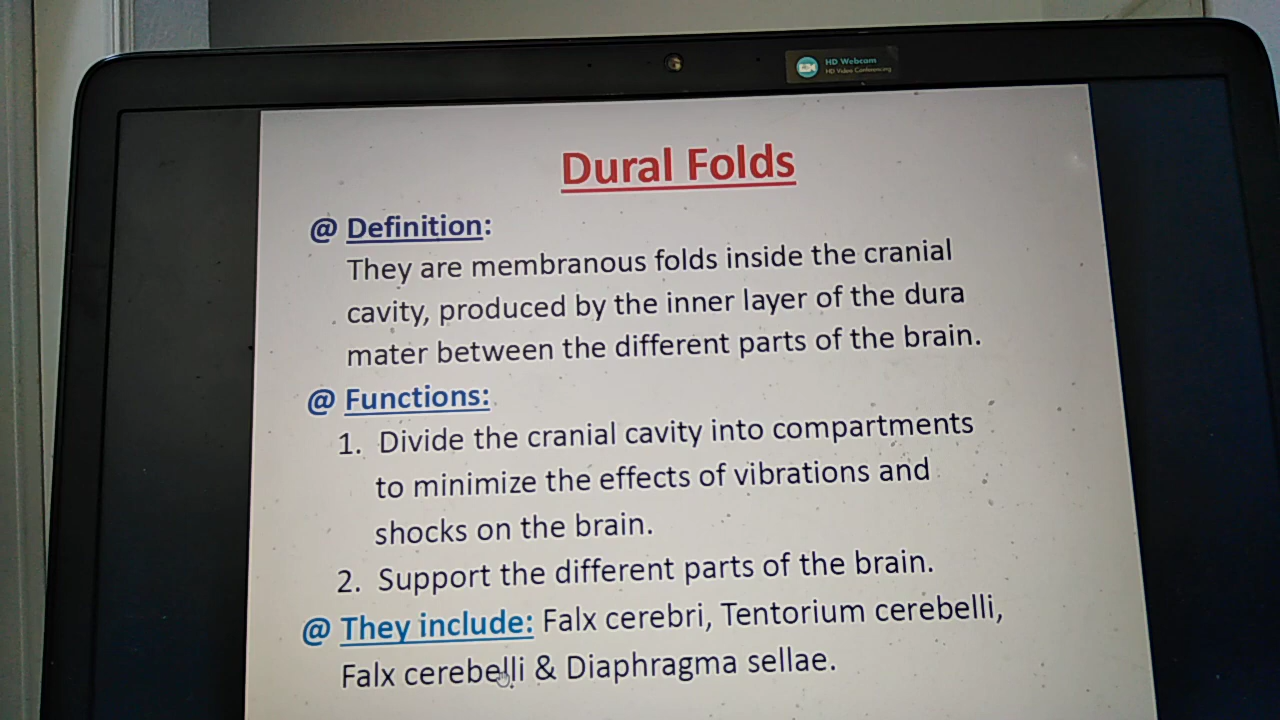 HD Webcam
HD Video Conferencing
Dural Folds
@ Definition:
They are membranous folds inside the cranial
cavity, produced by the inner layer of the dura
mater between the different parts of the brain.
@ Functions:
1. Divide the cranial cavity into compartments
to minimize the effects of vibrations and
shocks on the brain.
2. Support the different parts of the brain.
@ They include: Falx cerebri, Tentorium cerebelli,
Falx cerebelli & Diaphragma sellae.